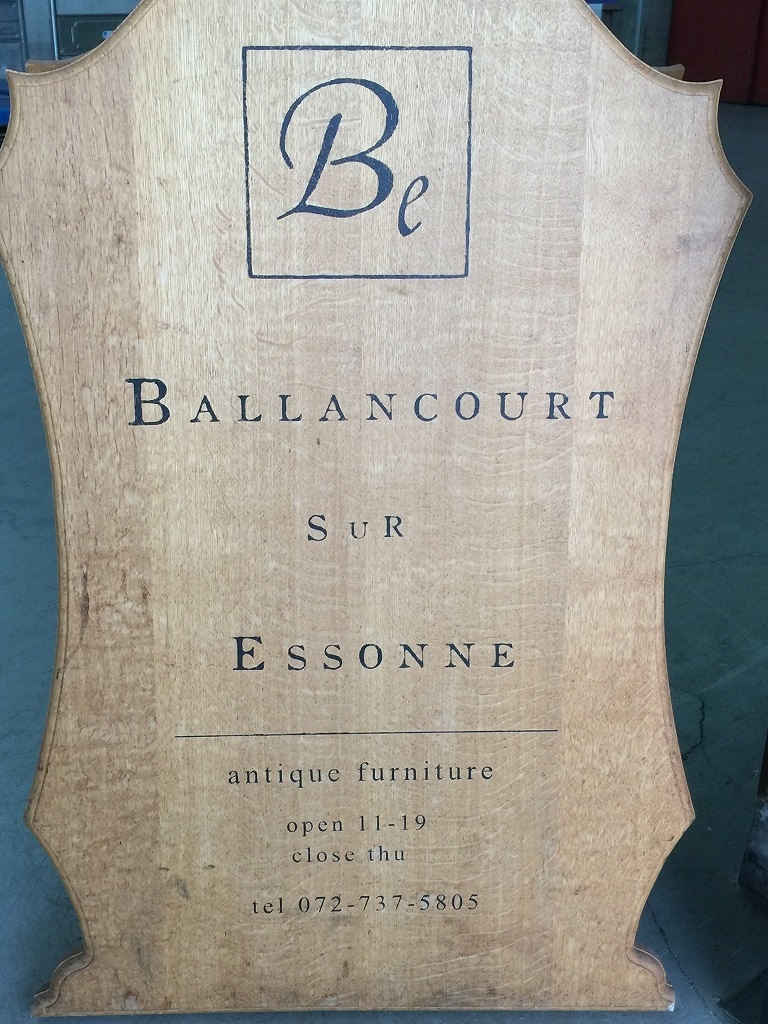 Be
BALLANCOURT
SUR
ESSONNE
antique furniture
open 11-19
close thu
tel 072-737-5805